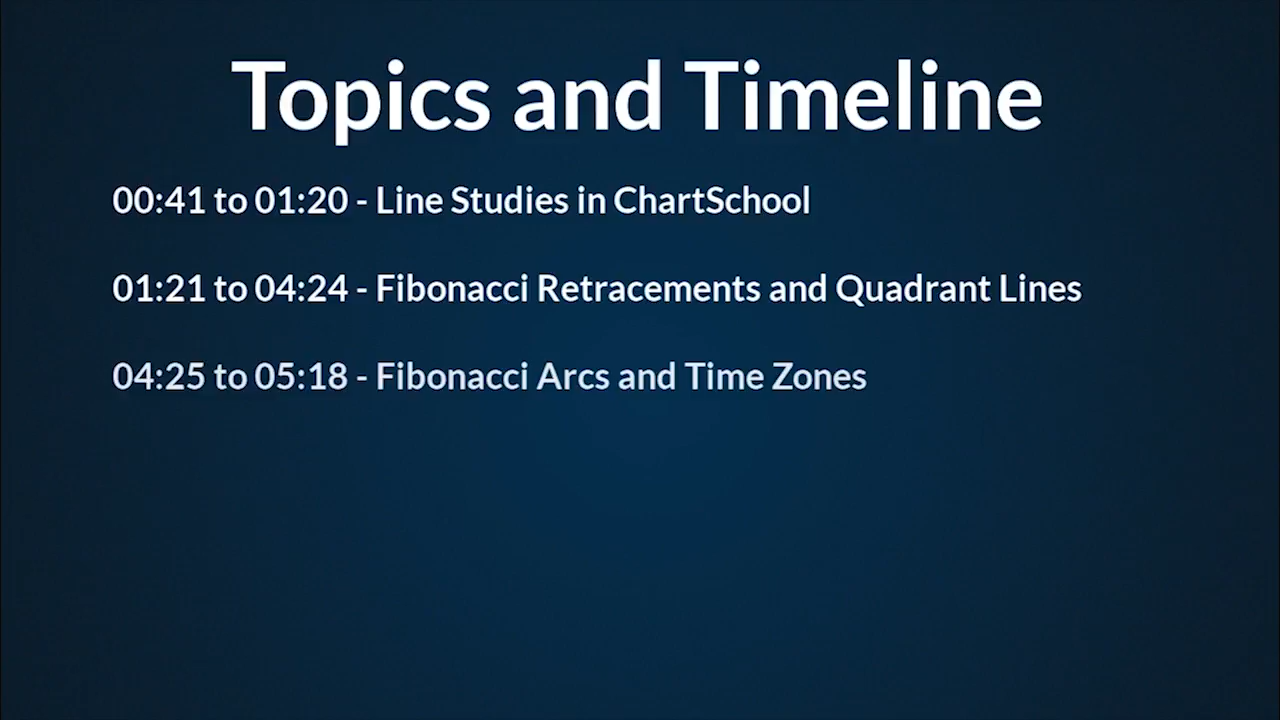 Topics and Timeline
00:41 to 01:20 - Line Studies in ChartSchool
01:21 to 04:24 - Fibonacci Retracements and Quadrant Lines
04:25 to 05:18 - Fibonacci Arcs and Time Zones